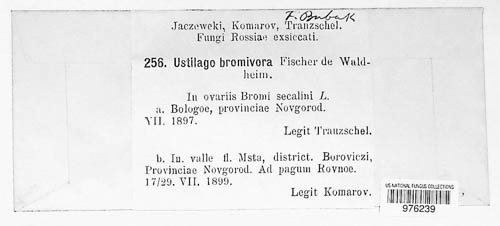 F. Bubak
Jaczewski, Komarov, Tranzschel.
Fungi Rossiae exsiccati.
256. Ustilago bromivora Fischer de Wald-
heim.
In ovariis Bromi secalini L.
a. Bologoe, provinciae Novgorod.
VII. 1897.
Legit Tranzschel.
b. In. valle fl. Msta, district. Boroviczi,
Provinciae Novgorod. Ad pagum Rovnoe.
17/29. VII. 1899.
Legit Komarov.
US NATIONAL FUNGUS COLLECTIONS
976239